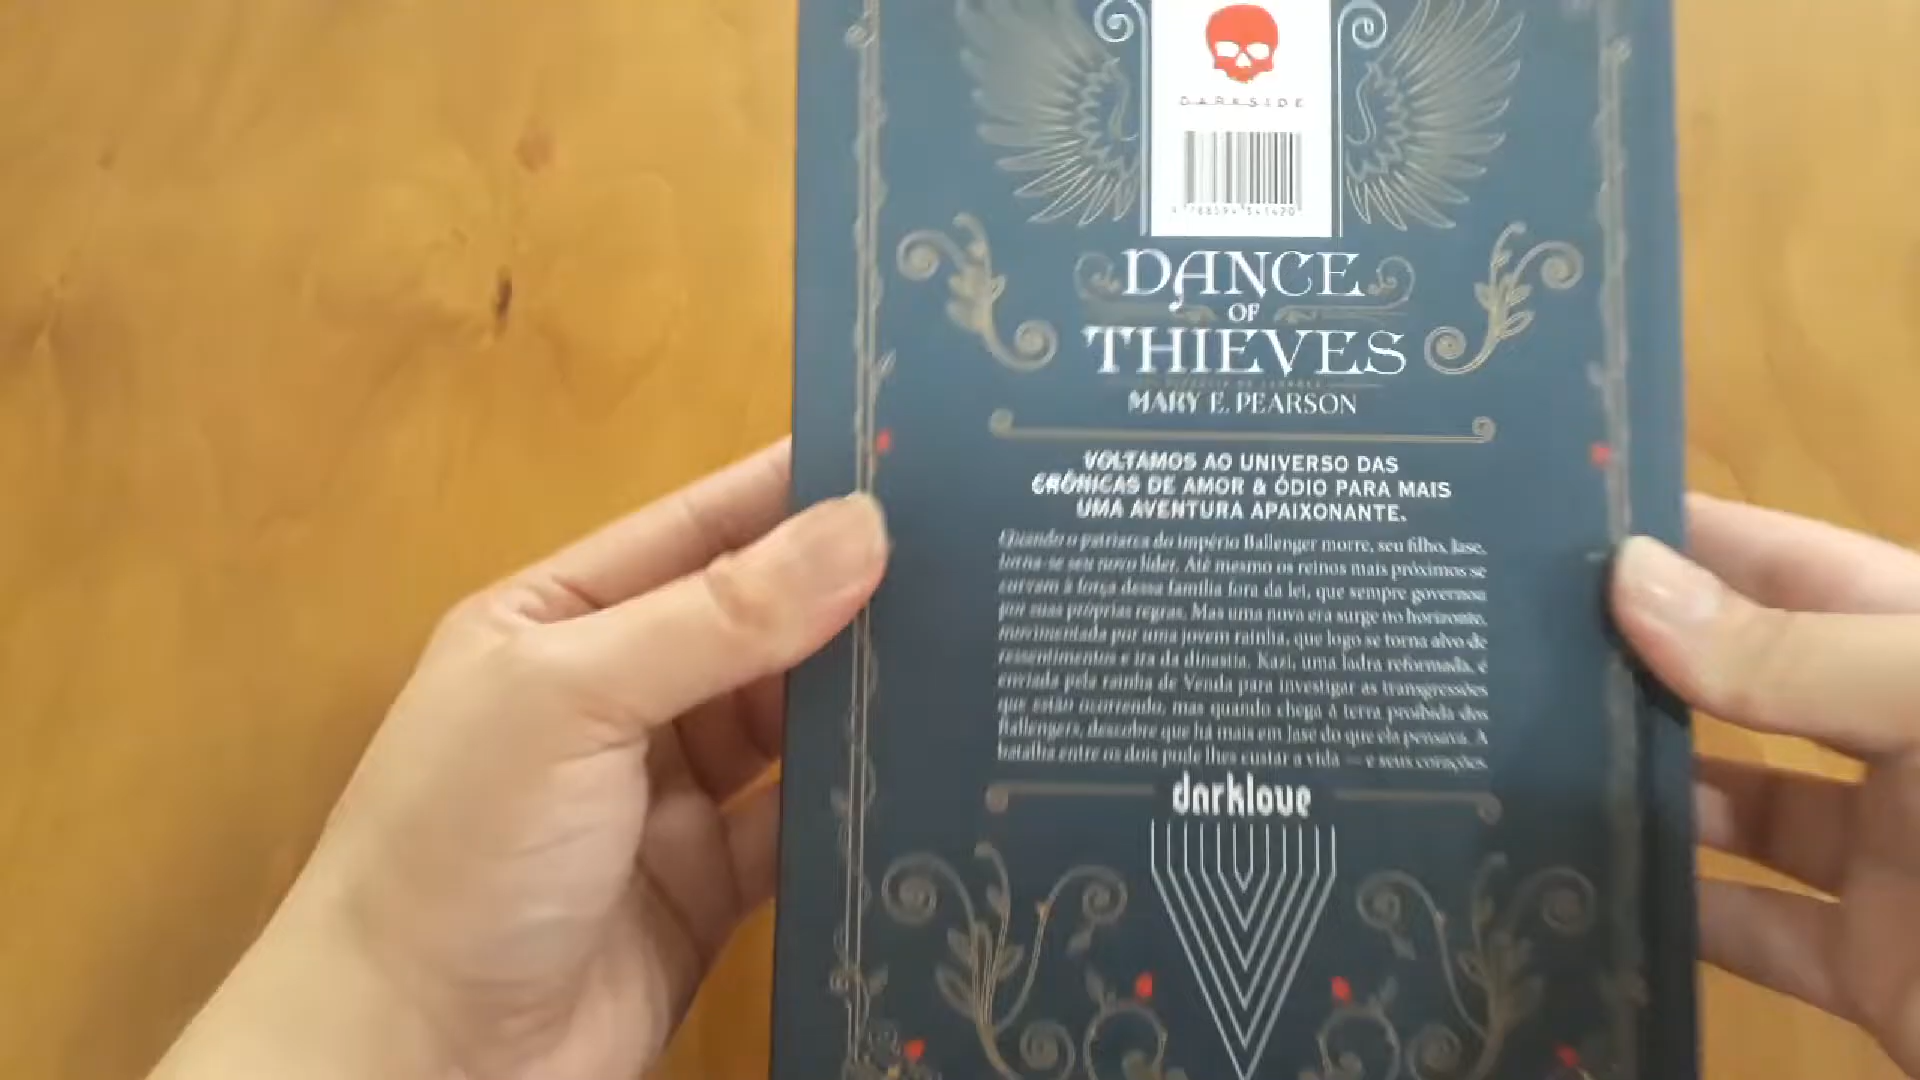 DARKSIDE
DANCE
OF
THIEVES
MARY E. PEARSON
VOLTAMOS AO UNIVERSO DAS
CRÔNICAS DE AMOR & ÓDIO PARA MAIS
UMA AVENTURA APAIXONANTE.
Quando o patriarca do império Ballenger morre, seu filho, Jase,
torna-se seu novo líder. Até mesmo os reinos mais próximos se
curvam à força dessa família fora da lei, que sempre governou
por suas próprias regras. Mas uma nova era surge no horizonte,
movimentada por uma jovem rainha, que logo se torna alvo de
ressentimentos e ira da dinastia. Kazi, uma ladra reformada, é
enviada pela rainha de Venda para investigar as transgressões
que estão ocorrendo, mas quando chega à terra proibida dos
Ballengers, descobre que há mais em Jase do que ela pensava. A
batalha entre os dois pode lhes custar a vida — e seus corações.
darklove